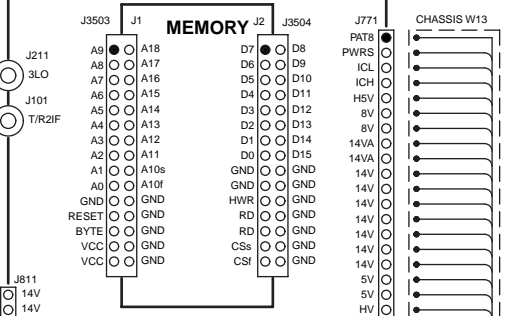 J3503 J1 MEMORY J2 J3504 J771 CHASSIS W13
A9 A18 D7 D8 PAT8
A8 A17 D6 D9 PWRS
A7 A16 D5 D10 ICL
A6 A15 D4 D11 ICH
A5 A14 D3 D12 H5V
A4 A13 D2 D13 8V
A3 A12 D1 D14 8V
A2 A11 D0 D15 14VA
A1 A10s GND GND 14VA
A0 A10f GND GND 14V
GND GND HWR GND 14V
RESET GND RD GND 14V
BYTE GND RD GND 14V
VCC GND CSs GND 14V
VCC GND CSf GND 14V
14V
5V
5V
HV
J211
3LO
J101
T/R2IF
J811
14V
14V